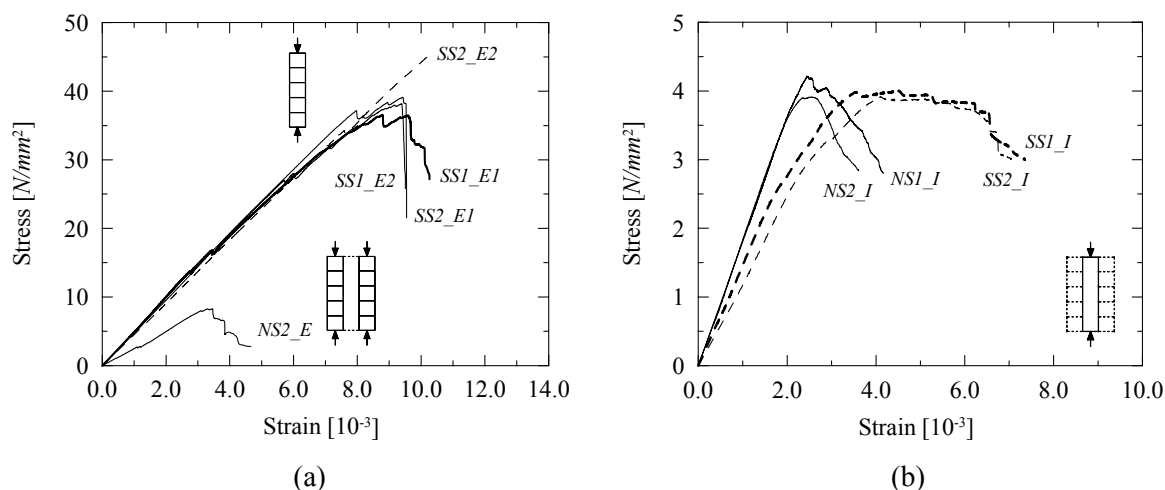 50
40
30
20
10
0
Stress [N/mm²]
SS2_E2
SS1_E1
SS1_E2
SS2_E1
NS2_E
0.0 2.0 4.0 6.0 8.0 10.0 12.0 14.0
Strain [10⁻³]
(a)
5
4
3
2
1
0
Stress [N/mm²]
SS1_I
SS2_I
NS1_I
NS2_I
0.0 2.0 4.0 6.0 8.0 10.0
Strain [10⁻³]
(b)